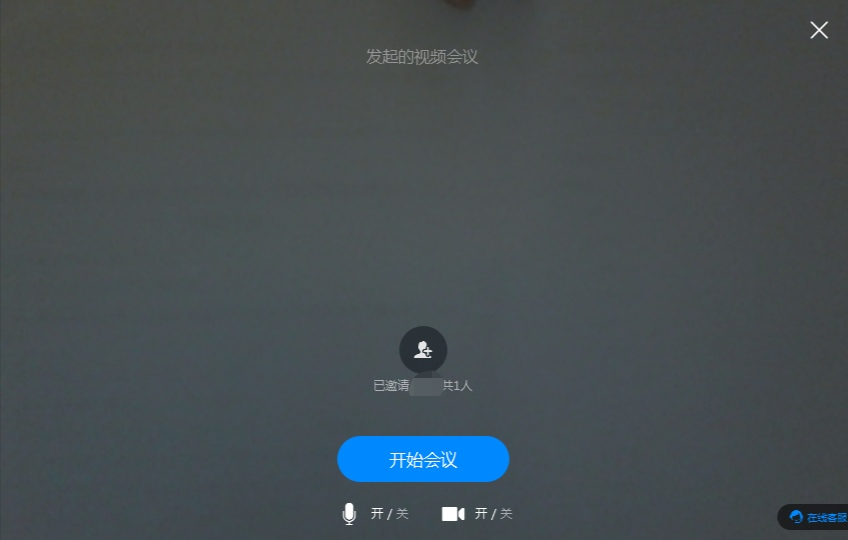 发起的视频会议
已邀请 共1人
开始会议
开 / 关 开 / 关
在线客服